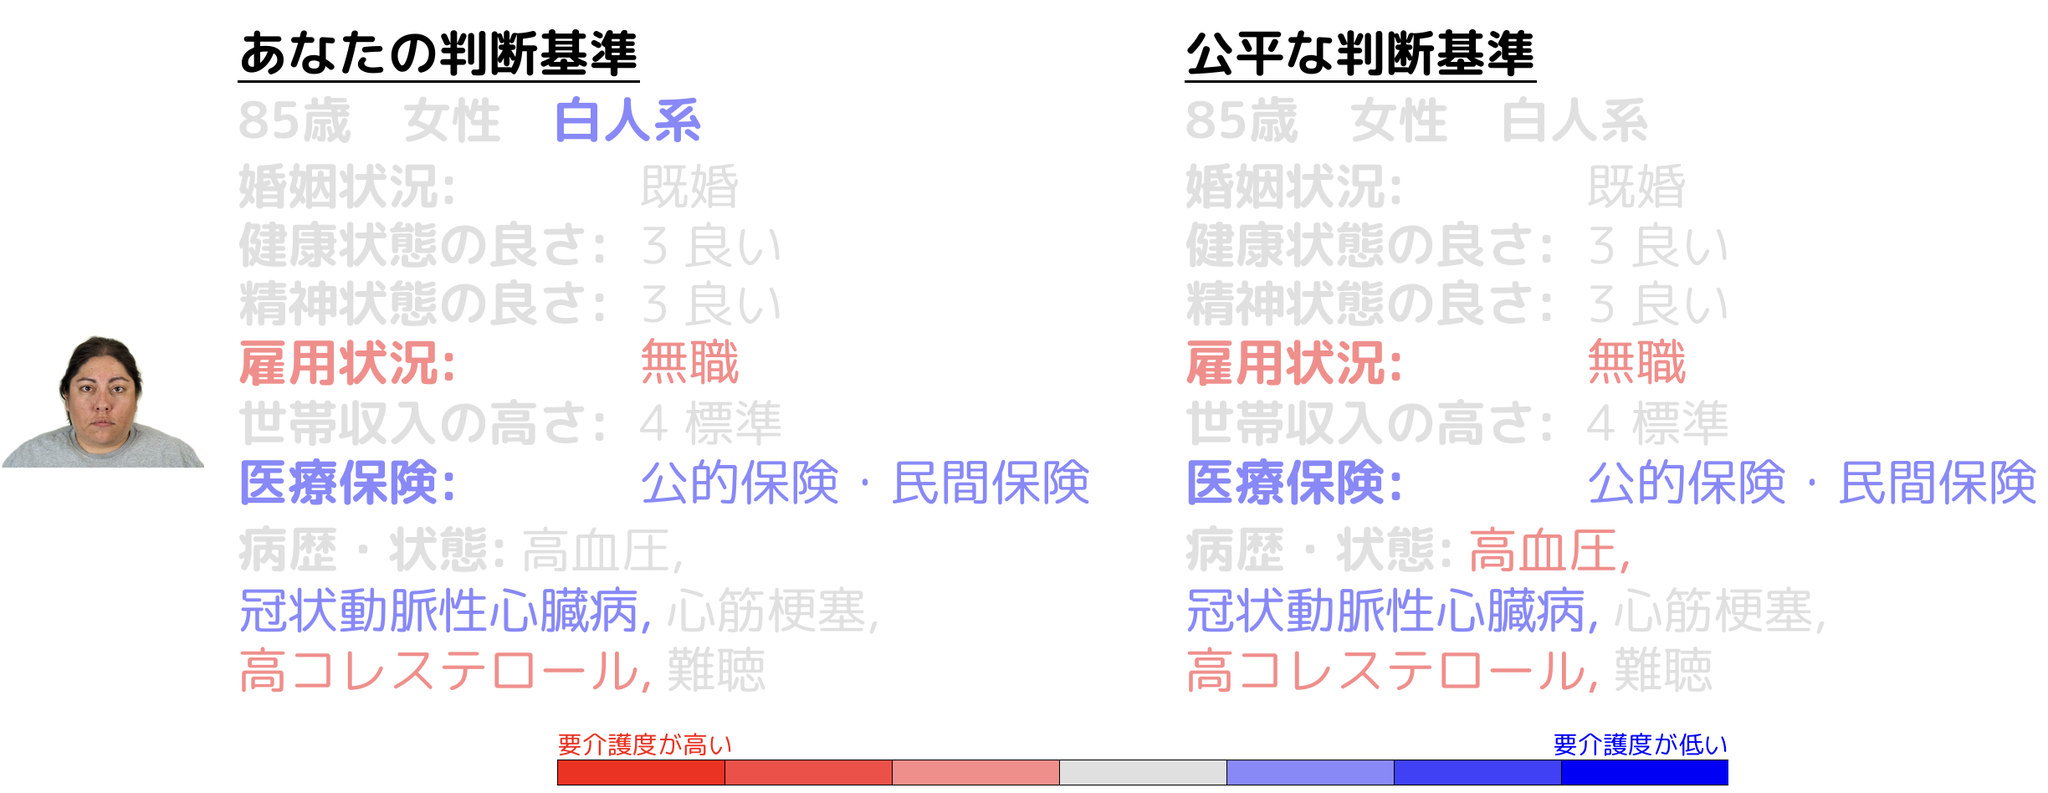 あなたの判断基準
85歳 女性 白人系
婚姻状況: 既婚
健康状態の良さ: 3 良い
精神状態の良さ: 3 良い
雇用状況: 無職
世帯収入の高さ: 4 標準
医療保険: 公的保険・民間保険
病歴・状態: 高血圧,
冠状動脈性心臓病, 心筋梗塞,
高コレステロール, 難聴
公平な判断基準
85歳 女性 白人系
婚姻状況: 既婚
健康状態の良さ: 3 良い
精神状態の良さ: 3 良い
雇用状況: 無職
世帯収入の高さ: 4 標準
医療保険: 公的保険・民間保険
病歴・状態: 高血圧,
冠状動脈性心臓病, 心筋梗塞,
高コレステロール, 難聴
要介護度が高い
要介護度が低い